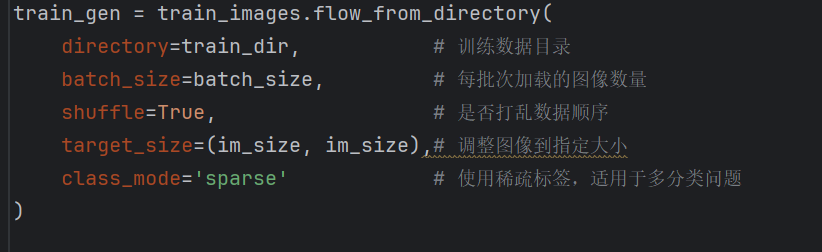 train_gen = train_images.flow_from_directory(
    directory=train_dir,           # 训练数据目录
    batch_size=batch_size,         # 每批次加载的图像数量
    shuffle=True,                  # 是否打乱数据顺序
    target_size=(im_size, im_size),# 调整图像到指定大小
    class_mode='sparse'            # 使用稀疏标签，适用于多分类问题
)